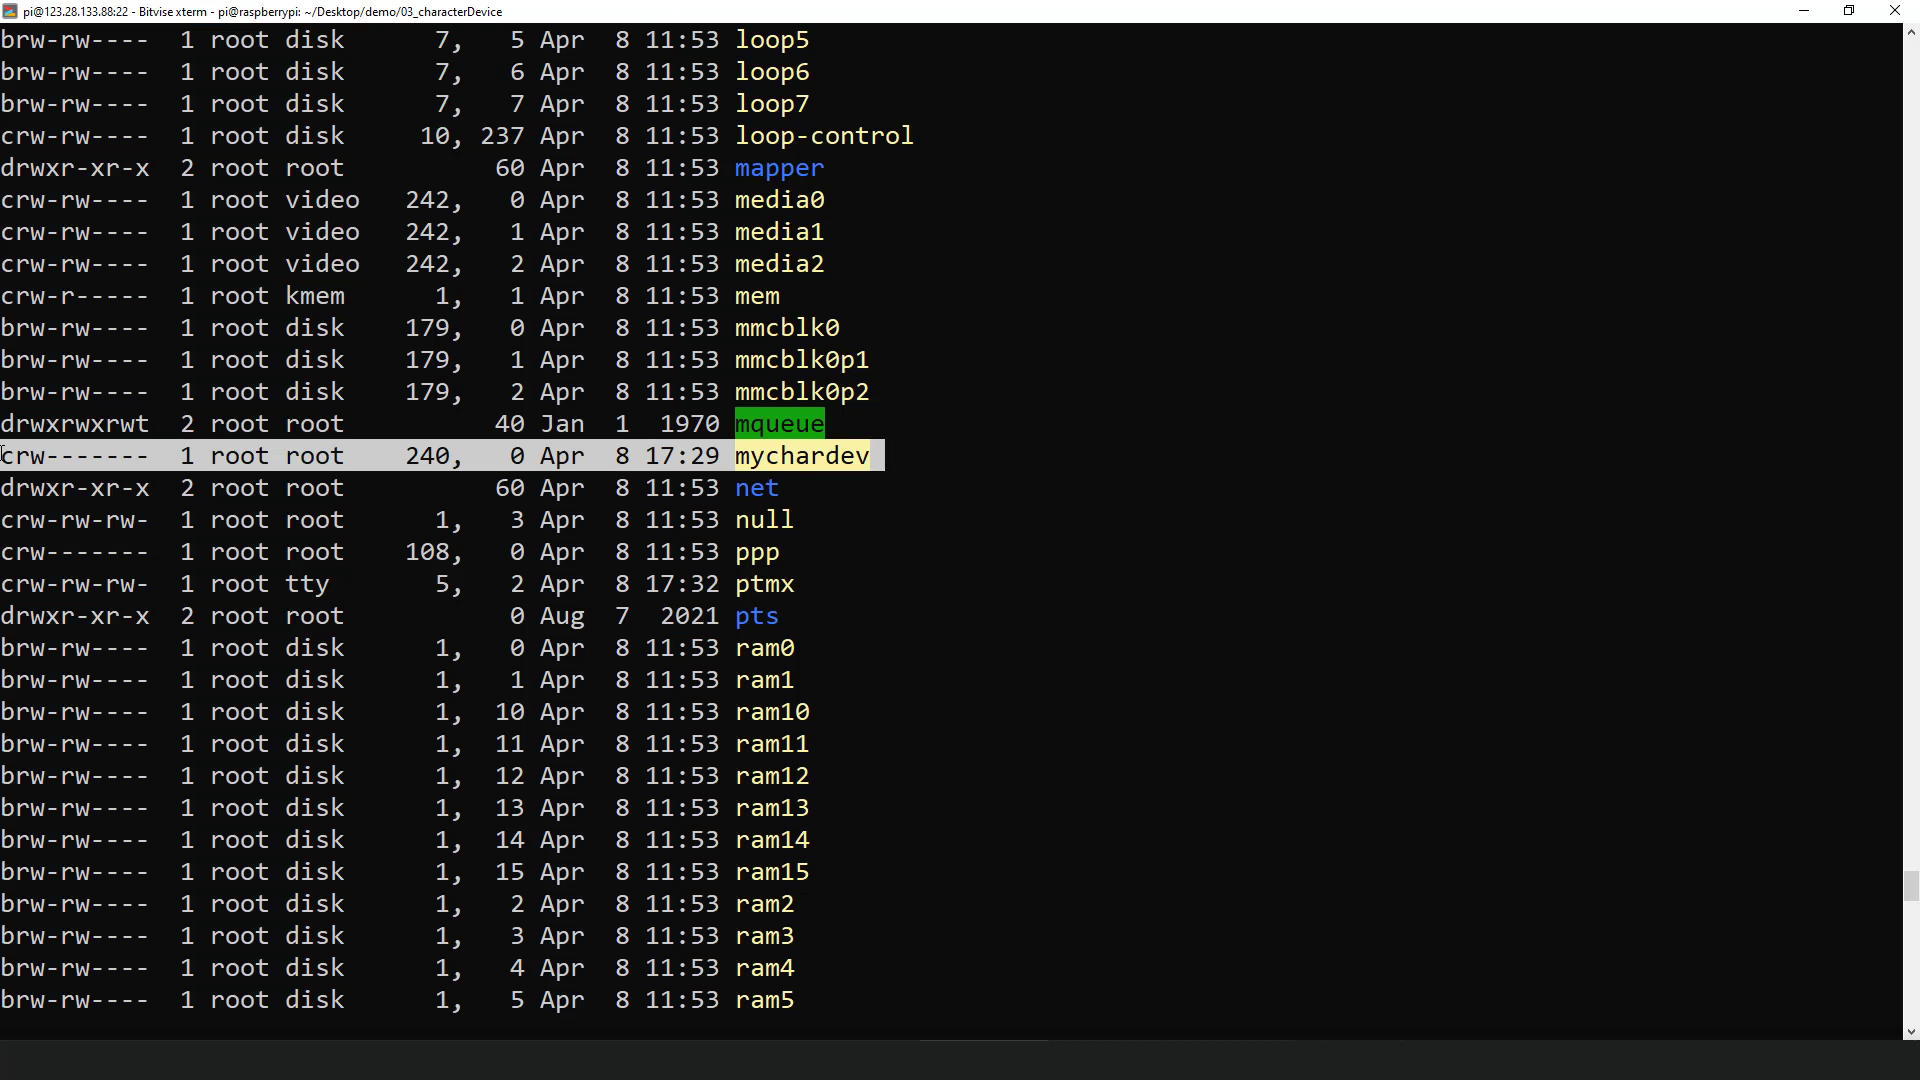 pi@123.28.133.88:22 - Bitvise xterm - pi@raspberrypi: ~/Desktop/demo/03_characterDevice
brw-rw---- 1 root disk 7, 5 Apr 8 11:53 loop5
brw-rw---- 1 root disk 7, 6 Apr 8 11:53 loop6
brw-rw---- 1 root disk 7, 7 Apr 8 11:53 loop7
crw-rw---- 1 root disk 10, 237 Apr 8 11:53 loop-control
drwxr-xr-x 2 root root 60 Apr 8 11:53 mapper
crw-rw---- 1 root video 242, 0 Apr 8 11:53 media0
crw-rw---- 1 root video 242, 1 Apr 8 11:53 media1
crw-rw---- 1 root video 242, 2 Apr 8 11:53 media2
crw-r----- 1 root kmem 1, 1 Apr 8 11:53 mem
brw-rw---- 1 root disk 179, 0 Apr 8 11:53 mmcblk0
brw-rw---- 1 root disk 179, 1 Apr 8 11:53 mmcblk0p1
brw-rw---- 1 root disk 179, 2 Apr 8 11:53 mmcblk0p2
drwxrwxrwt 2 root root 40 Jan 1 1970 mqueue
crw------- 1 root root 240, 0 Apr 8 17:29 mychardev
drwxr-xr-x 2 root root 60 Apr 8 11:53 net
crw-rw-rw- 1 root root 1, 3 Apr 8 11:53 null
crw------- 1 root root 108, 0 Apr 8 11:53 ppp
crw-rw-rw- 1 root tty 5, 2 Apr 8 17:32 ptmx
drwxr-xr-x 2 root root 0 Aug 7 2021 pts
brw-rw---- 1 root disk 1, 0 Apr 8 11:53 ram0
brw-rw---- 1 root disk 1, 1 Apr 8 11:53 ram1
brw-rw---- 1 root disk 1, 10 Apr 8 11:53 ram10
brw-rw---- 1 root disk 1, 11 Apr 8 11:53 ram11
brw-rw---- 1 root disk 1, 12 Apr 8 11:53 ram12
brw-rw---- 1 root disk 1, 13 Apr 8 11:53 ram13
brw-rw---- 1 root disk 1, 14 Apr 8 11:53 ram14
brw-rw---- 1 root disk 1, 15 Apr 8 11:53 ram15
brw-rw---- 1 root disk 1, 2 Apr 8 11:53 ram2
brw-rw---- 1 root disk 1, 3 Apr 8 11:53 ram3
brw-rw---- 1 root disk 1, 4 Apr 8 11:53 ram4
brw-rw---- 1 root disk 1, 5 Apr 8 11:53 ram5